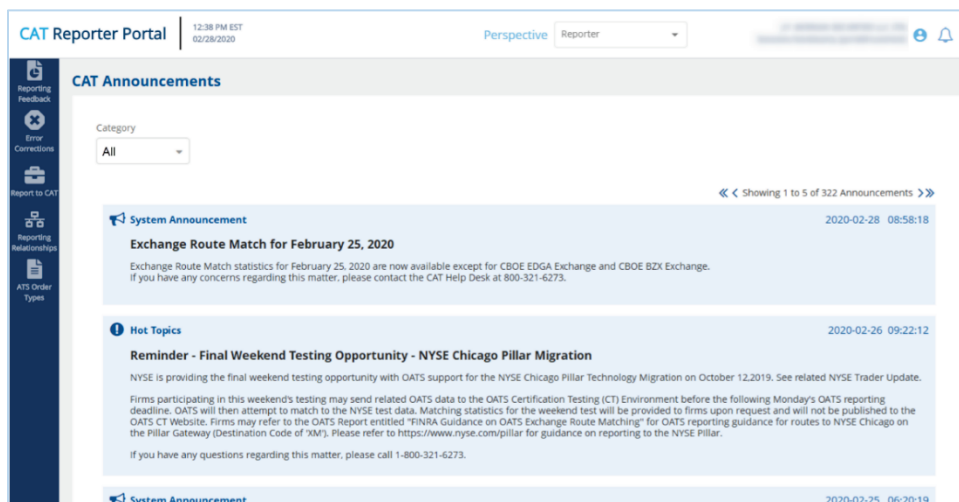 CAT Reporter Portal
12:38 PM EST
02/28/2020
Perspective
Reporter
Reporting
Feedback
Error
Corrections
Report to CAT
Reporting
Relationships
ATS Order
Types
CAT Announcements
Category
All
Showing 1 to 5 of 322 Announcements
System Announcement
2020-02-28 08:58:18
Exchange Route Match for February 25, 2020
Exchange Route Match statistics for February 25, 2020 are now available except for CBOE EDGA Exchange and CBOE BZX Exchange.
If you have any concerns regarding this matter, please contact the CAT Help Desk at 800-321-6273.
Hot Topics
2020-02-26 09:22:12
Reminder - Final Weekend Testing Opportunity - NYSE Chicago Pillar Migration
NYSE is providing the final weekend testing opportunity with OATS support for the NYSE Chicago Pillar Technology Migration on October 12,2019. See related NYSE Trader Update.
Firms participating in this weekend's testing may send related OATS data to the OATS Certification Testing (CT) Environment before the following Monday's OATS reporting
deadline. OATS will then attempt to match to the NYSE test data. Matching statistics for the weekend test will be provided to firms upon request and will not be published to the
OATS CT Website. Firms may refer to the OATS Report entitled "FINRA Guidance on OATS Exchange Route Matching" for OATS reporting guidance for routes to NYSE Chicago on
the Pillar Gateway (Destination Code of 'XM'). Please refer to https://www.nyse.com/pillar for guidance on reporting to the NYSE Pillar.
If you have any questions regarding this matter, please call 1-800-321-6273.
System Announcement
2020-02-25 06:20:19